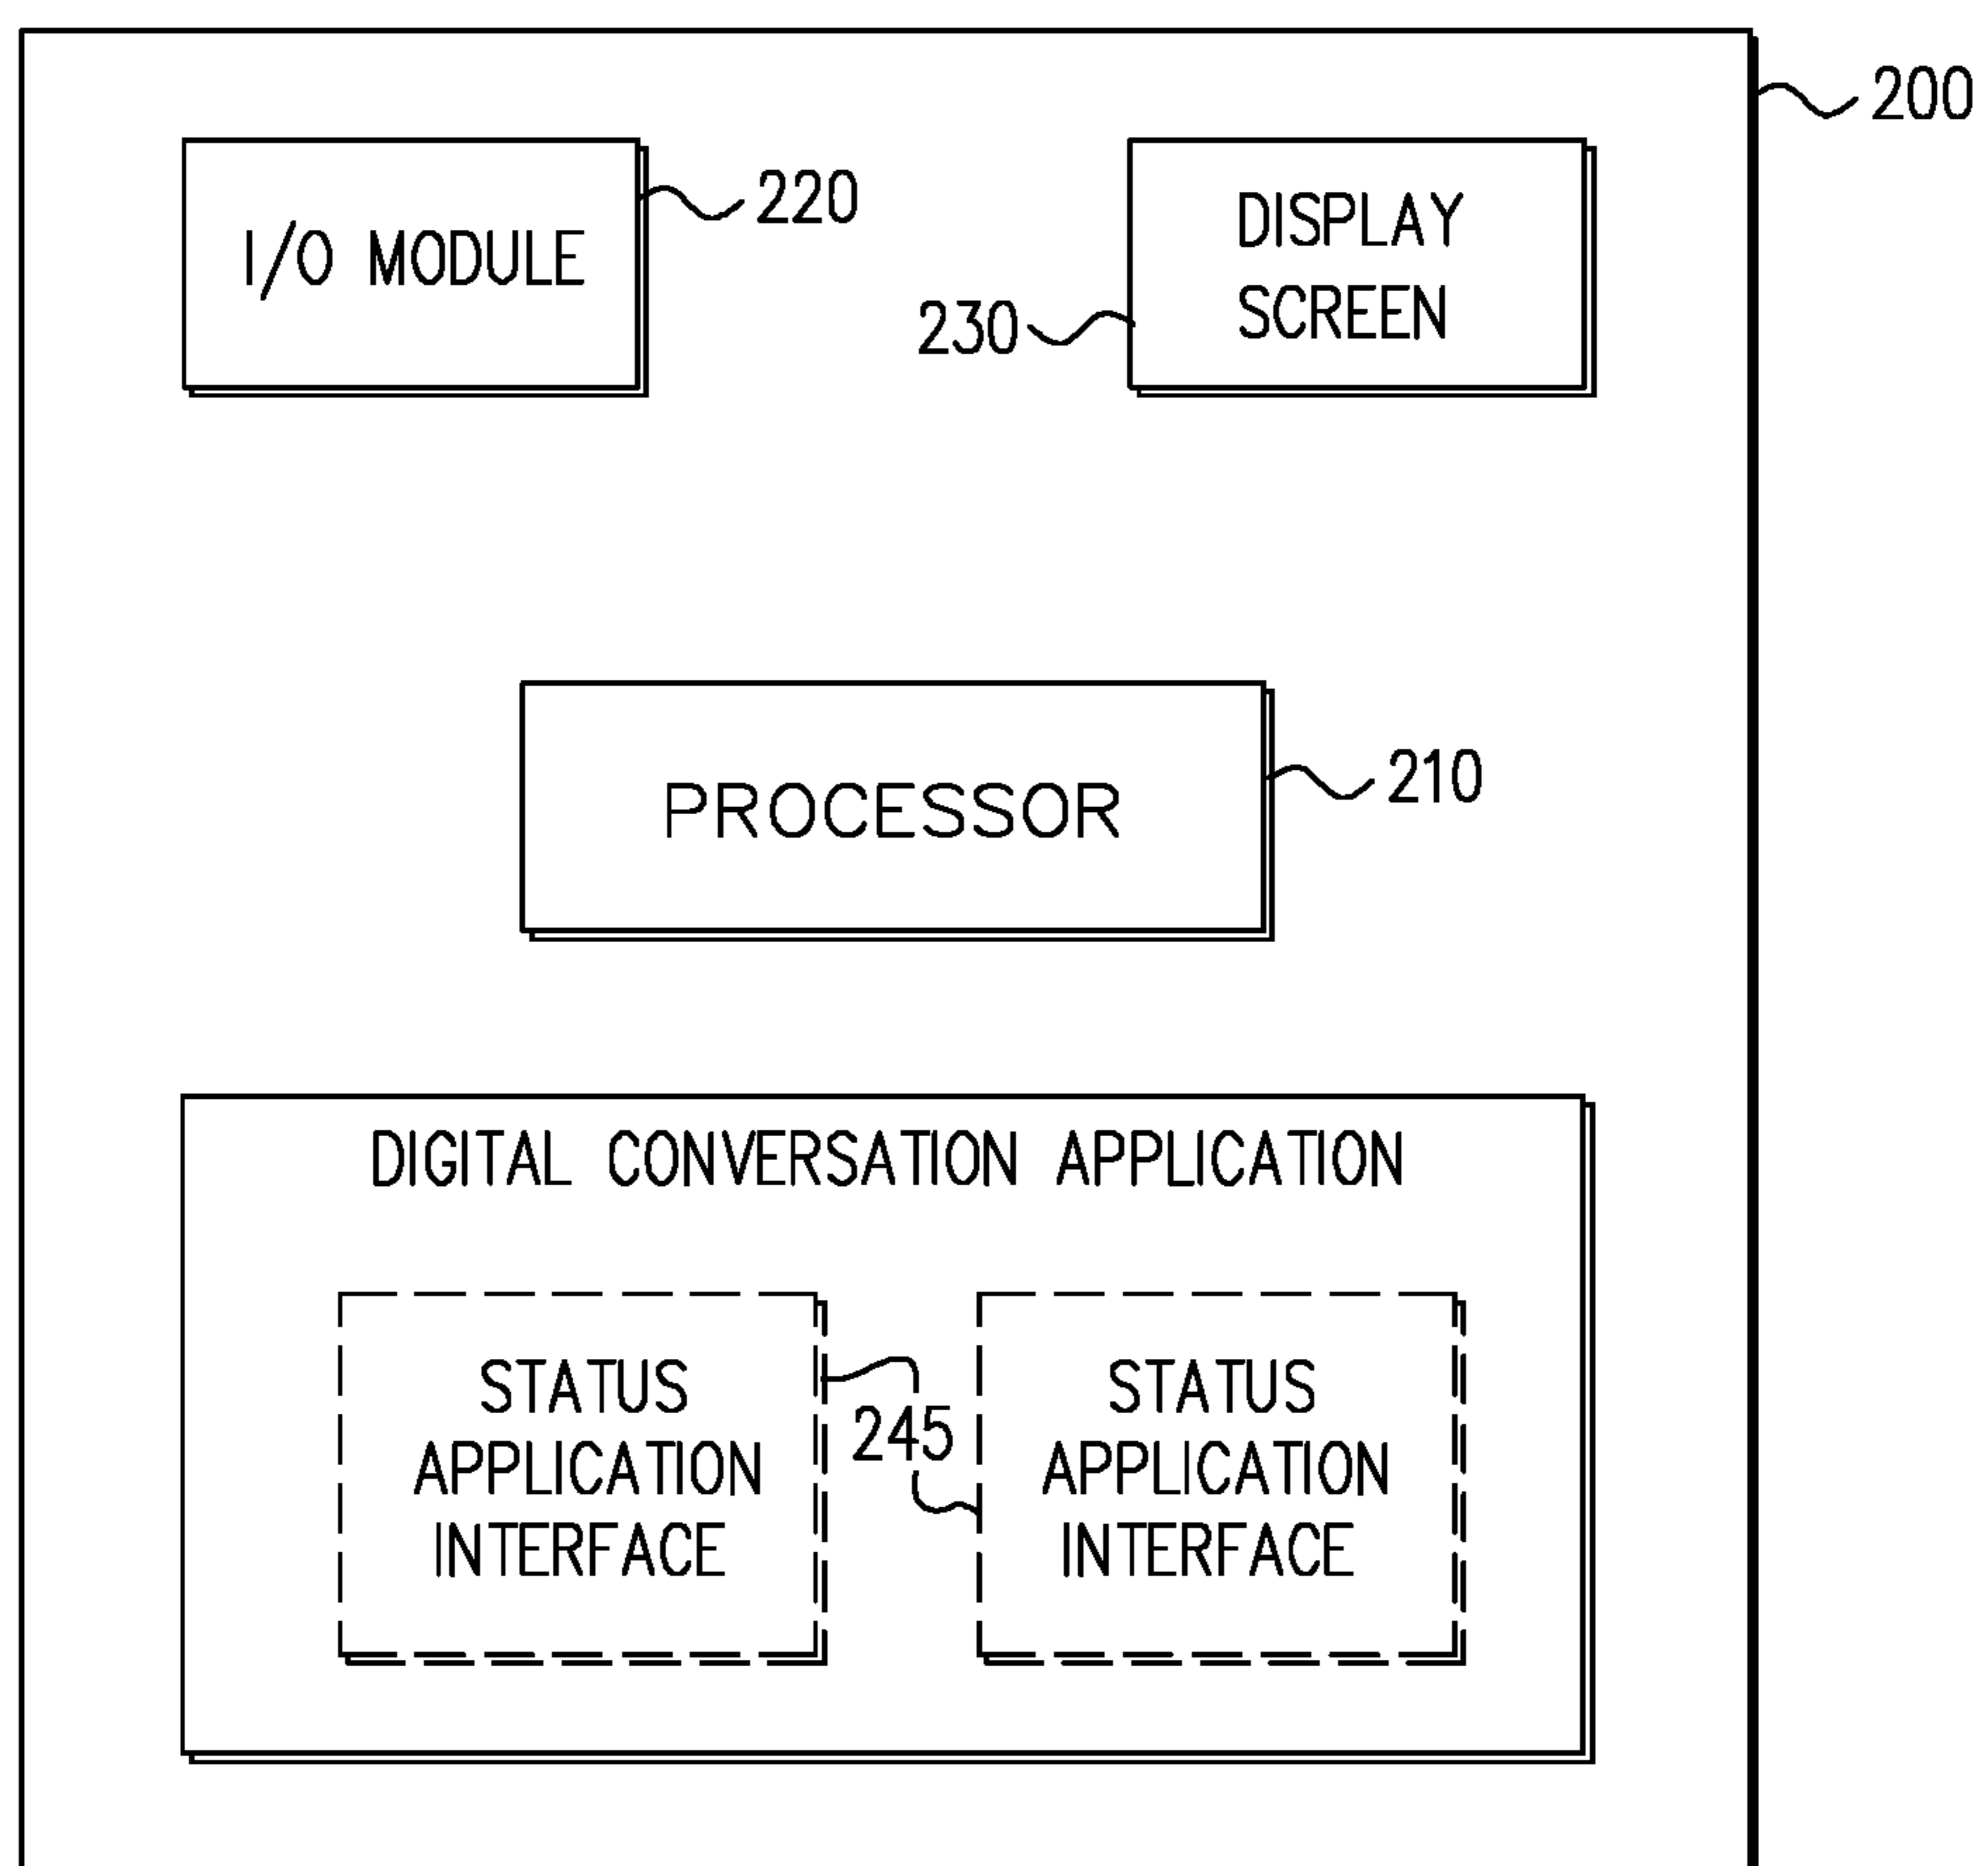 200
I/O MODULE
220
DISPLAY
SCREEN
230
PROCESSOR
210
DIGITAL CONVERSATION APPLICATION
STATUS
APPLICATION
INTERFACE
245
STATUS
APPLICATION
INTERFACE